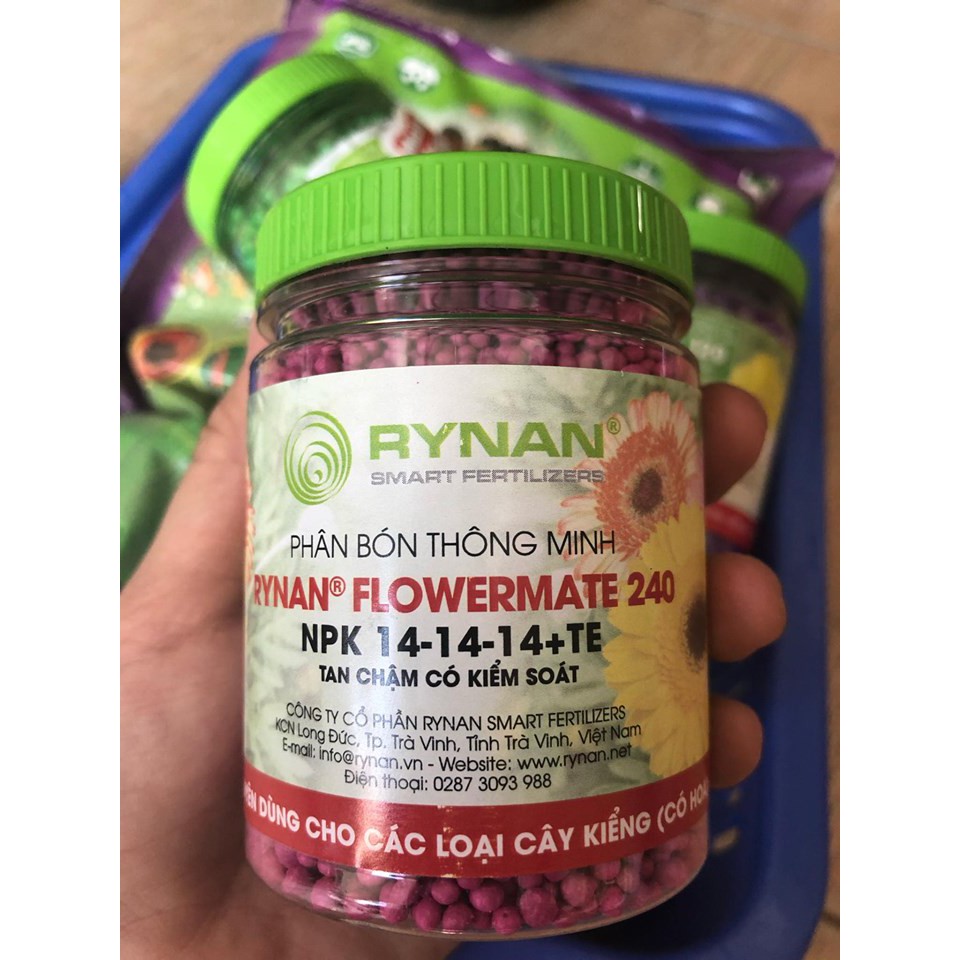 RYNAN®
SMART FERTILIZERS
PHÂN BÓN THÔNG MINH
RYNAN® FLOWERMATE 240
NPK 14-14-14+TE
TAN CHẬM CÓ KIỂM SOÁT
CÔNG TY CỔ PHẦN RYNAN SMART FERTILIZERS
KCN Long Đức, Tp. Trà Vinh, Tỉnh Trà Vinh, Việt Nam
E-mail: info@rynan.vn - Website: www.rynan.net
Điện thoại: 0287 3093 988
DÙNG CHO CÁC LOẠI CÂY KIỂNG (CÓ HOA